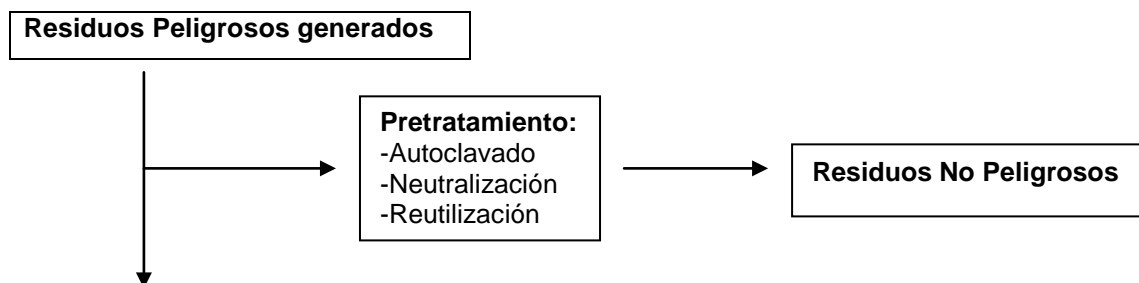 Residuos Peligrosos generados
Pretratamiento:
-Autoclavado
-Neutralización
-Reutilización
Residuos No Peligrosos